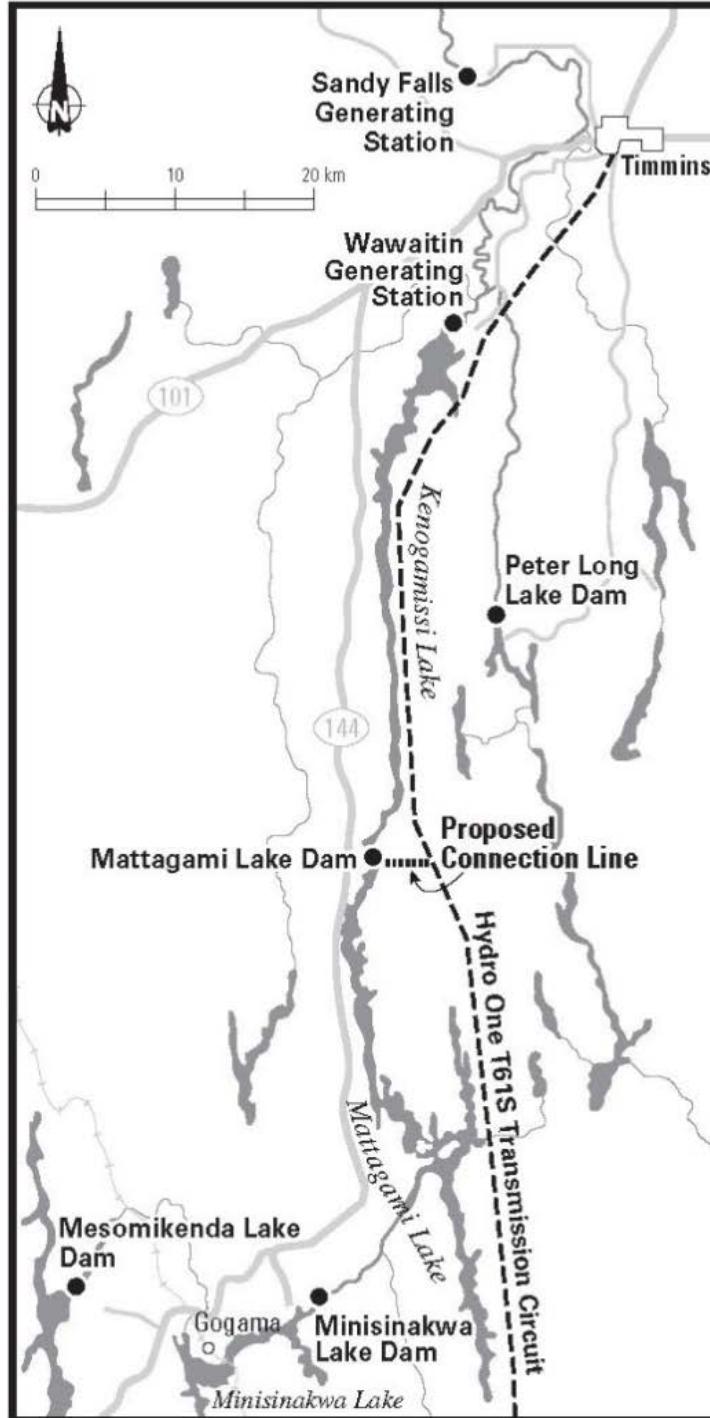 N
Sandy Falls
Generating
Station
Timmins
0 10 20 km
Wawaitin
Generating
Station
101
Kenogamissi Lake
Peter Long
Lake Dam
144
Proposed
Connection Line
Mattagami Lake Dam
Hydro One T61S Transmission Circuit
Mattagami Lake
Mesomikenda Lake
Dam
Gogama
Minisinakwa
Lake Dam
Minisinakwa Lake